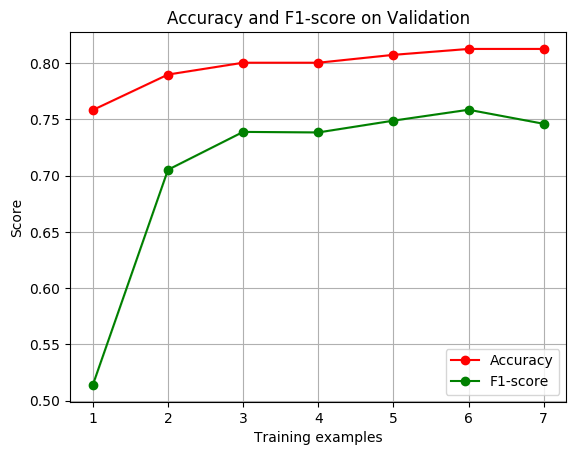 Accuracy and F1-score on Validation
0.80
0.75
0.70
0.65
0.60
0.55
0.50
Score
1 2 3 4 5 6 7
Training examples
Accuracy
F1-score